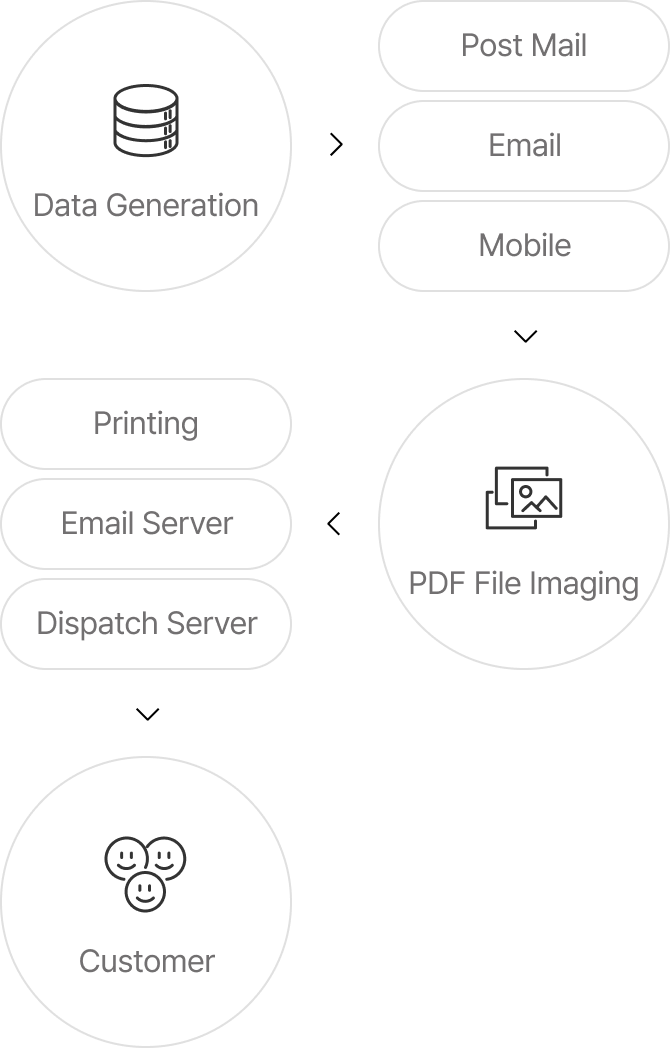 Data Generation
Post Mail
Email
Mobile
PDF File Imaging
Printing
Email Server
Dispatch Server
Customer